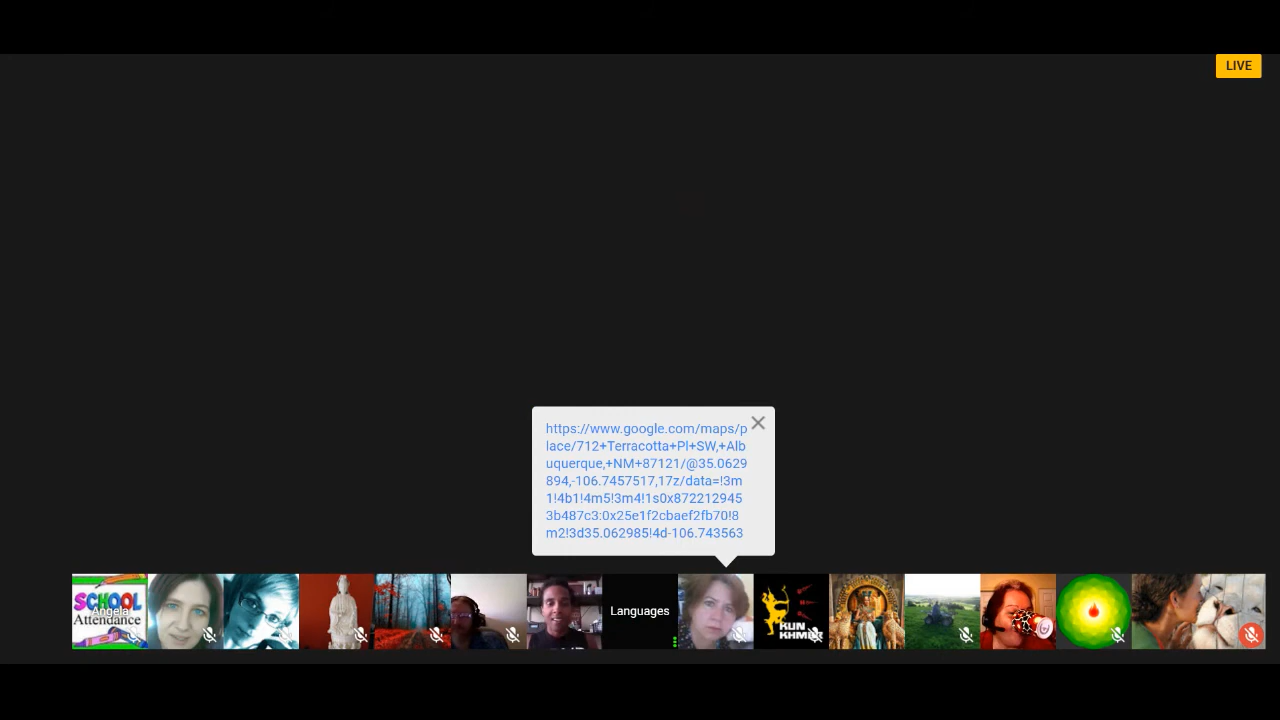 LIVE
https://www.google.com/maps/p
lace/712+Terracotta+Pl+SW,+Alb
uquerque,+NM+87121/@35.0629
894,-106.7457517,17z/data=!3m
1!4b1!4m5!3m4!1s0x872212945
3b487c3:0x25e1f2cbaef2fb70!8
m2!3d35.062985!4d-106.743563
SCHOOL
Angela
Attendance
Languages
KUN
KHMER